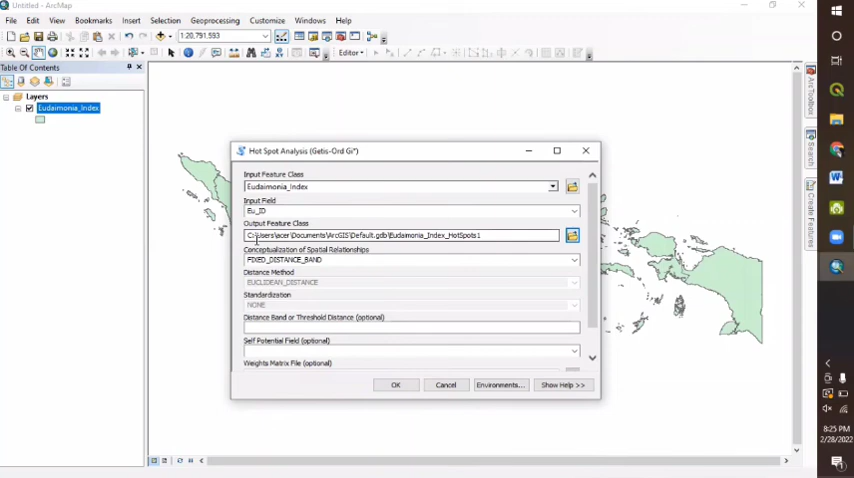 Untitled - ArcMap
File Edit View Bookmarks Insert Selection Geoprocessing Customize Windows Help
1:20,791,593
Editor
Table Of Contents
Layers
Eudaimonia_Index
Hot Spot Analysis (Getis-Ord Gi*)
Input Feature Class
Eudaimonia_Index
Input Field
Eu_ID
Output Feature Class
C:\Users\acer\Documents\ArcGIS\Default.gdb\Eudaimonia_Index_HotSpots1
Conceptualization of Spatial Relationships
FIXED_DISTANCE_BAND
Distance Method
EUCLIDEAN_DISTANCE
Standardization
NONE
Distance Band or Threshold Distance (optional)
Self Potential Field (optional)
Weights Matrix File (optional)
OK Cancel Environments... Show Help >>
ArcToolbox
Search
Create Features
8:25 PM
2/28/2022